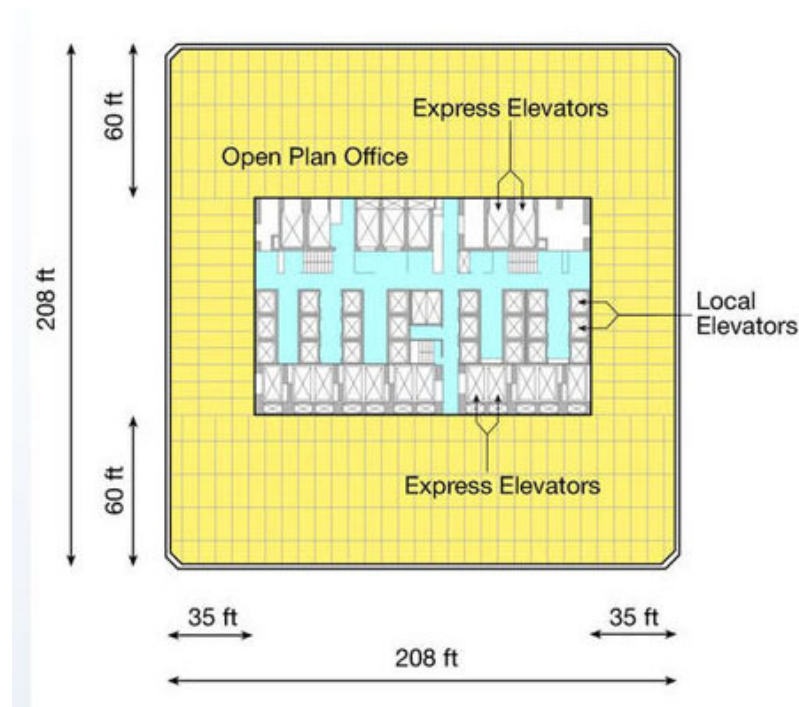 60 ft
Express Elevators
Open Plan Office
208 ft
Local
Elevators
60 ft
Express Elevators
35 ft
35 ft
208 ft